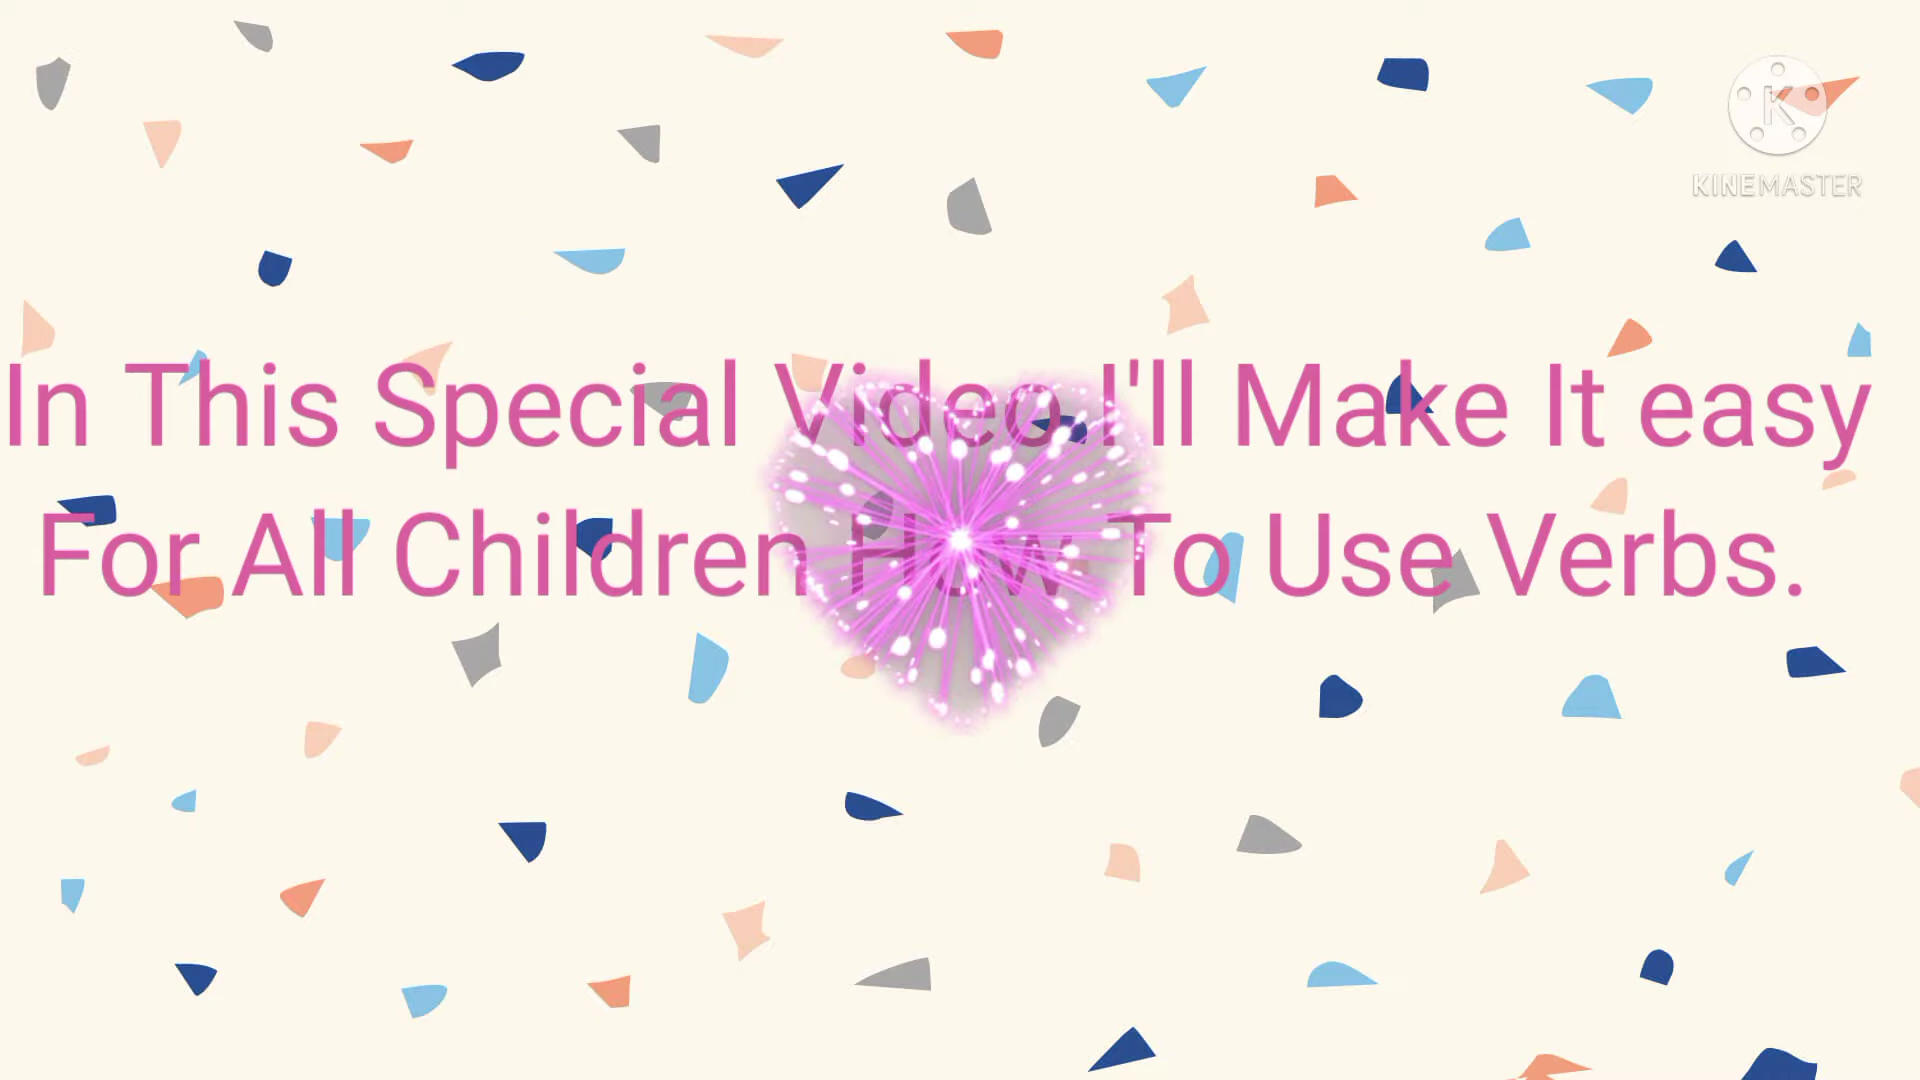 K
KINEMASTER
In This Special Video I'll Make It easy
For All Children How To Use Verbs.